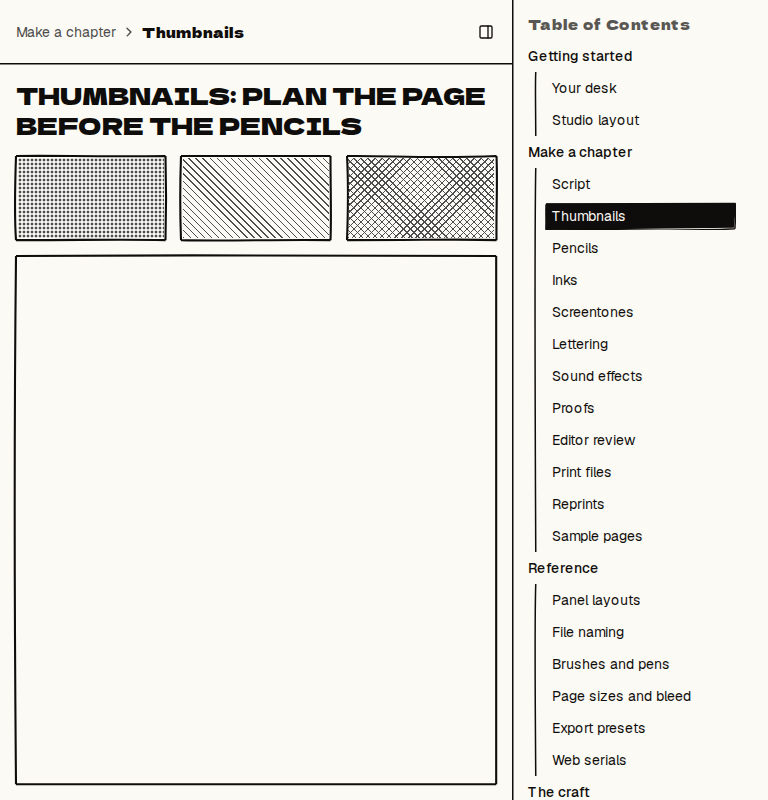 Make a chapter > Thumbnails
THUMBNAILS: PLAN THE PAGE
BEFORE THE PENCILS
Table of Contents
Getting started
Your desk
Studio layout
Make a chapter
Script
Thumbnails
Pencils
Inks
Screentones
Lettering
Sound effects
Proofs
Editor review
Print files
Reprints
Sample pages
Reference
Panel layouts
File naming
Brushes and pens
Page sizes and bleed
Export presets
Web serials
The craft